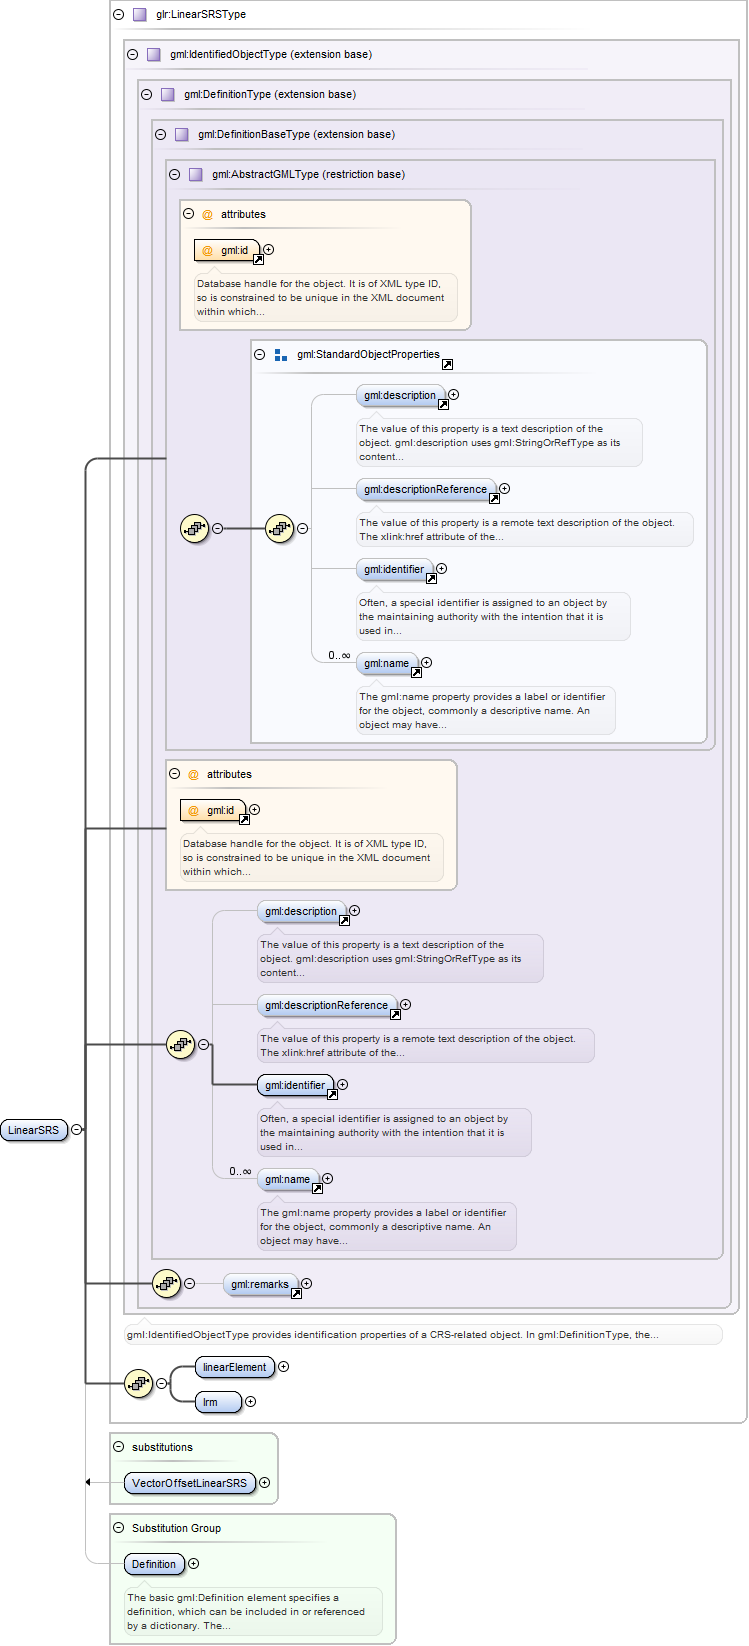 glr:LinearSRSType
gml:IdentifiedObjectType (extension base)
gml:DefinitionType (extension base)
gml:DefinitionBaseType (extension base)
gml:AbstractGMLType (restriction base)
@ attributes
@ gml:id
Database handle for the object. It is of XML type ID,
so is constrained to be unique in the XML document
within which...
gml:StandardObjectProperties
gml:description
The value of this property is a text description of the
object. gml:description uses gml:StringOrRefType as its
content...
gml:descriptionReference
The value of this property is a remote text description of the object.
The xlink:href attribute of the...
gml:identifier
Often, a special identifier is assigned to an object by
the maintaining authority with the intention that it is
used in...
0..∞
gml:name
The gml:name property provides a label or identifier
for the object, commonly a descriptive name. An
object may have...
@ attributes
@ gml:id
Database handle for the object. It is of XML type ID,
so is constrained to be unique in the XML document
within which...
gml:description
The value of this property is a text description of the
object. gml:description uses gml:StringOrRefType as its
content...
gml:descriptionReference
The value of this property is a remote text description of the object.
The xlink:href attribute of the...
gml:identifier
Often, a special identifier is assigned to an object by
the maintaining authority with the intention that it is
used in...
LinearSRS
0..∞
gml:name
The gml:name property provides a label or identifier
for the object, commonly a descriptive name. An
object may have...
gml:remarks
gml:IdentifiedObjectType provides identification properties of a CRS-related object. In gml:DefinitionType, the...
linearElement
lrm
substitutions
VectorOffsetLinearSRS
Substitution Group
Definition
The basic gml:Definition element specifies a
definition, which can be included in or referenced
by a dictionary. The...